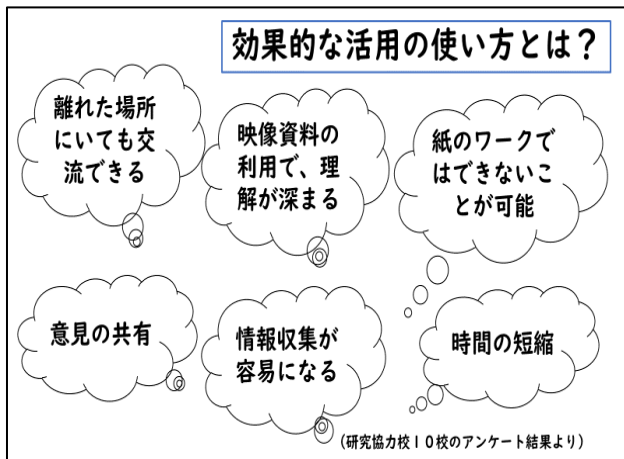 効果的な活用の使い方とは？
離れた場所
にいても交
流できる
映像資料の
利用で、理
解が深まる
紙のワークで
はできないこ
とが可能
意見の共有
情報収集が
容易になる
時間の短縮
（研究協力校１０校のアンケート結果より）